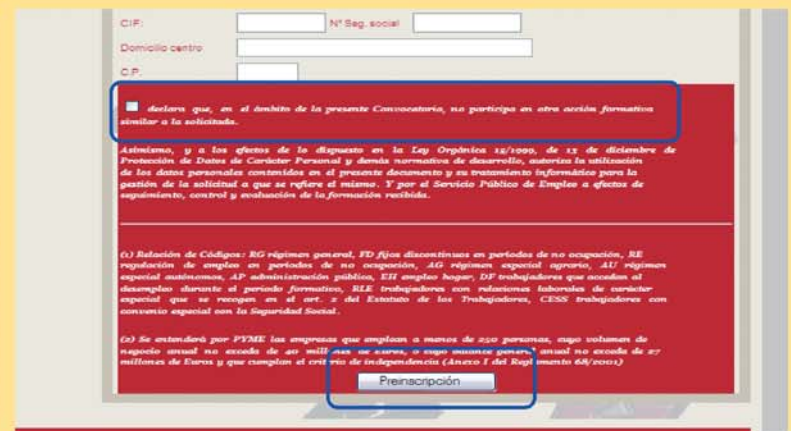 CIF: Nº Seg. social
Domicilio centro
C.P.
declara que, en el ámbito de la presente Convocatoria, no participa en otra acción formativa
similar a la solicitada.
Asimismo, y a los efectos de lo dispuesto en la Ley Orgánica 15/1999, de 13 de diciembre de
Protección de Datos de Carácter Personal y demás normativa de desarrollo, autoriza la utilización
de los datos personales contenidos en el presente documento y su tratamiento informático para la
gestión de la solicitud a que se refiere el mismo. Y por el Servicio Público de Empleo a efectos de
seguimiento, control y evaluación de la formación recibida.
(1) Relación de Códigos: RG régimen general, FD fijos discontinuos en periodos de no ocupación, RE
regulación de empleo en periodos de no ocupación, AG régimen especial agrario, AU régimen
especial autónomos, AP administración pública, EH empleo hogar, DF trabajadores que accedan al
desempleo durante el periodo formativo, RLE trabajadores con relaciones laborales de carácter
especial que se recogen en el art. 2 del Estatuto de los Trabajadores, CESS trabajadores con
convenio especial con la Seguridad Social.
(2) Se entenderá por PYME las empresas que emplean a menos de 250 personas, cuyo volumen de
negocio anual no exceda de 40 millones de Euros, o cuyo balance general anual no exceda de 27
millones de Euros y que cumplan el criterio de independencia (Anexo I del Reglamento 68/2001)
Preinscripción